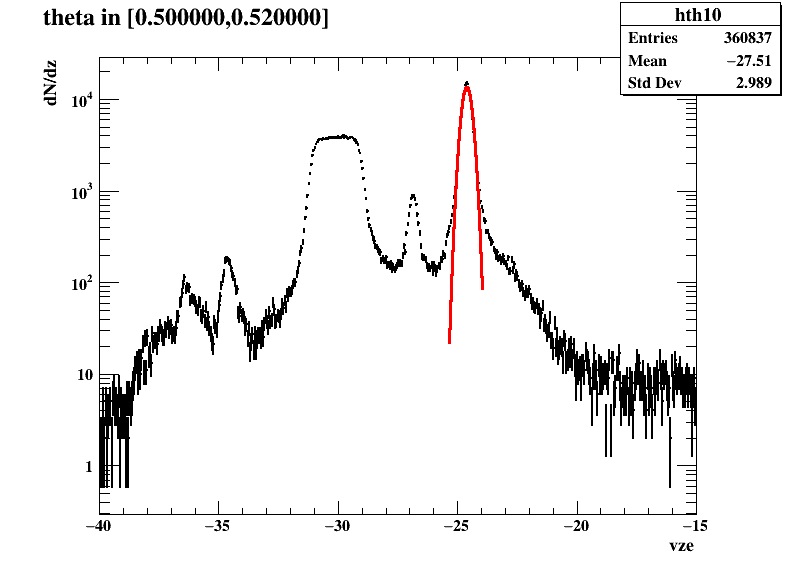 theta in [0.500000,0.520000]
hth10
Entries 360837
Mean −27.51
Std Dev 2.989
dN/dz
10^4
10^3
10^2
10
1
−40 −35 −30 −25 −20 −15
vze